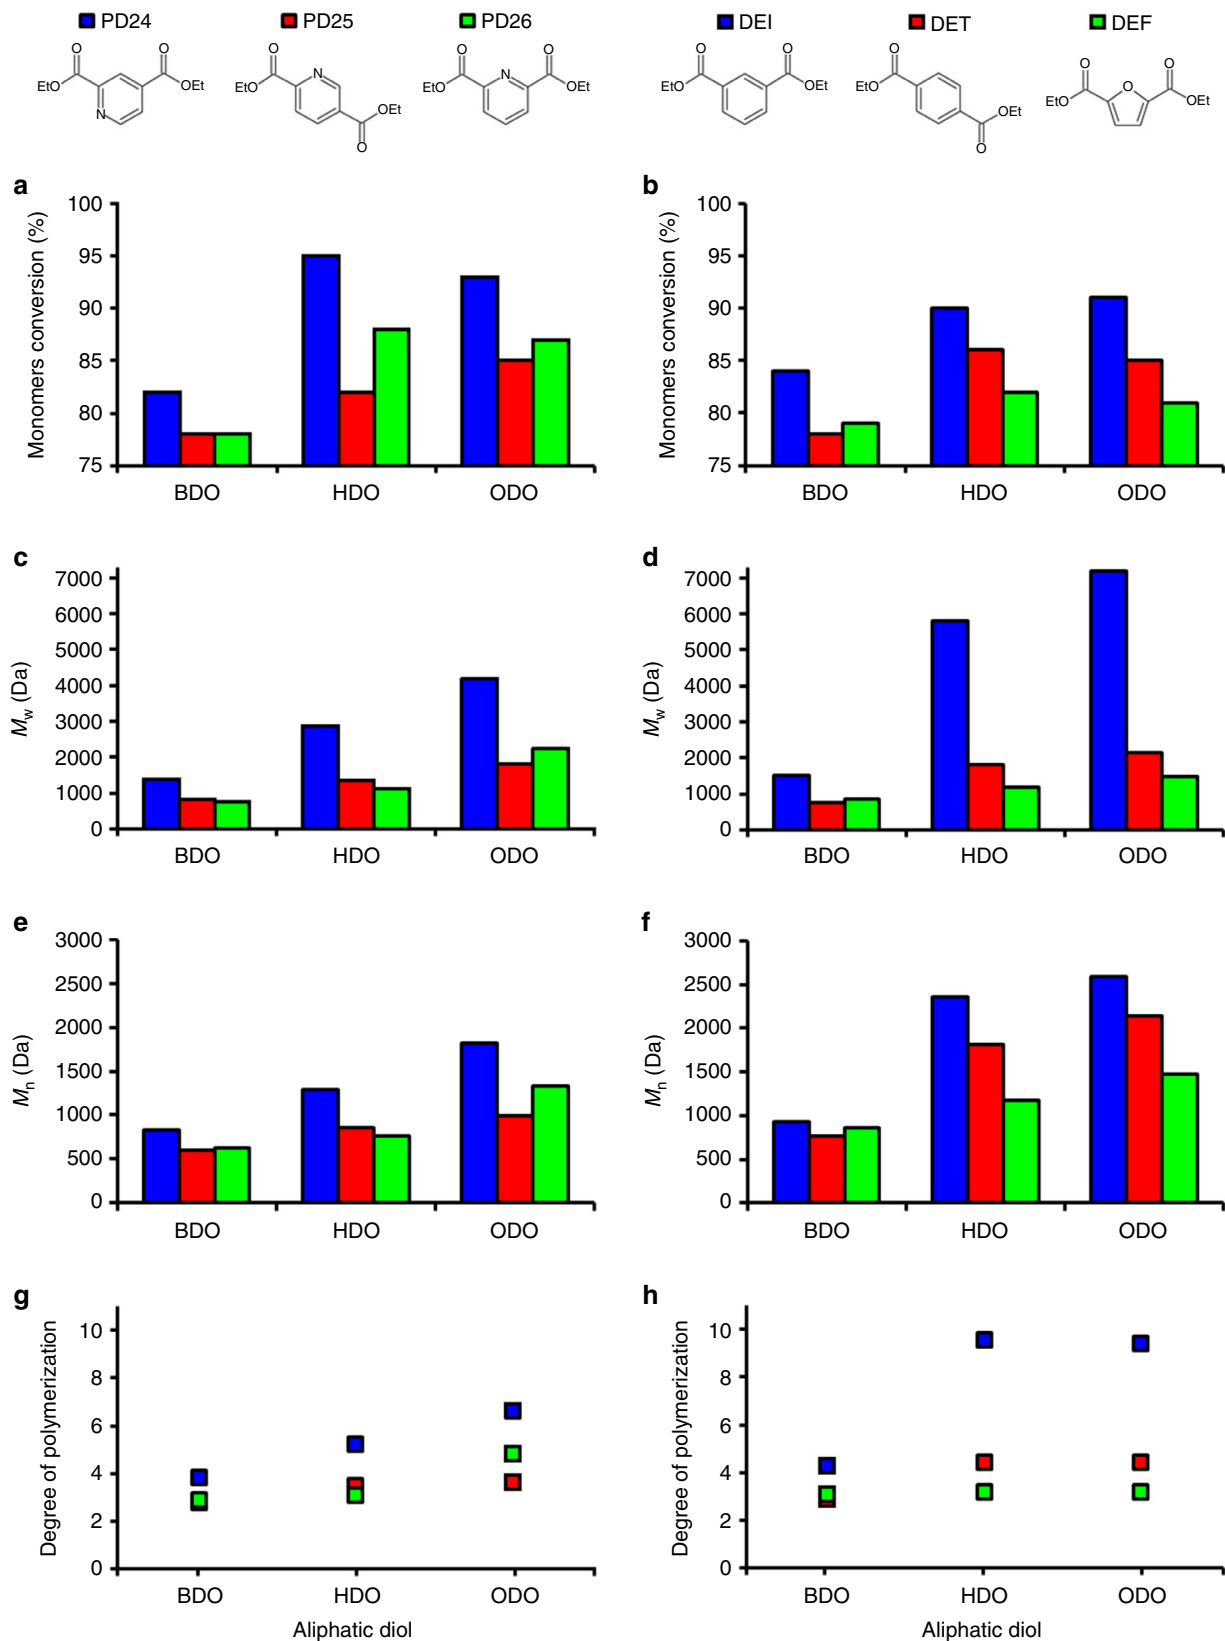 PD24 PD25 PD26 DEI DET DEF
O O EtO OEt N
O N EtO OEt O
O N O EtO OEt
O O EtO OEt
O EtO OEt O
O O O EtO OEt
a
Monomers conversion (%)
100
95
90
85
80
75
BDO HDO ODO
b
Monomers conversion (%)
100
95
90
85
80
75
BDO HDO ODO
c
Mw (Da)
7000
6000
5000
4000
3000
2000
1000
0
BDO HDO ODO
d
Mw (Da)
7000
6000
5000
4000
3000
2000
1000
0
BDO HDO ODO
e
Mn (Da)
3000
2500
2000
1500
1000
500
0
BDO HDO ODO
f
Mn (Da)
3000
2500
2000
1500
1000
500
0
BDO HDO ODO
g
Degree of polymerization
10
8
6
4
2
0
BDO HDO ODO
Aliphatic diol
h
Degree of polymerization
10
8
6
4
2
0
BDO HDO ODO
Aliphatic diol